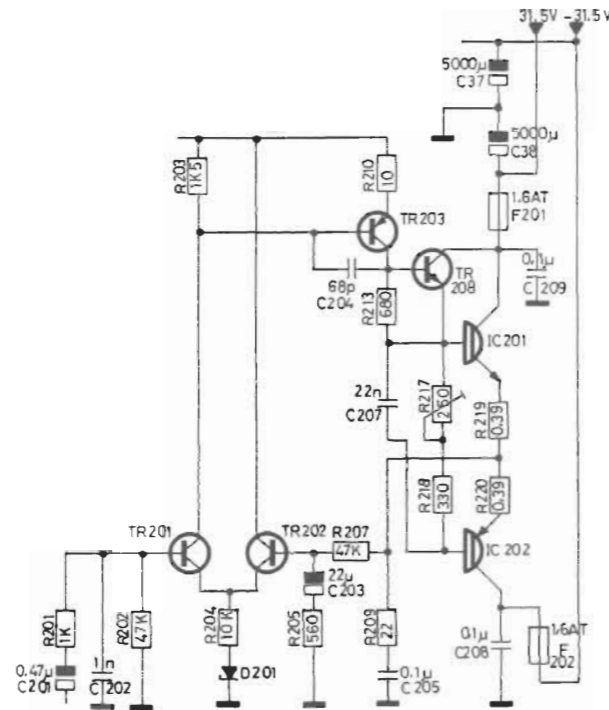 31.5V -31.5V
5000µ
C37
5000µ
C38
R203
1K5
R210
10
1.6AT
F201
TR203
TR
208
0.1µ
C209
68p
C204
R213
680
IC201
22n
C207
R217
250
R219
0.39
R218
330
R220
0.39
TR201
TR202
R207
47K
IC202
22µ
C203
R201
1K
R202
47K
R204
10K
R205
560
R209
22
0.1µ
C208
1.6AT
F
202
0.47µ
C201
1n
C202
D201
0.1µ
C205